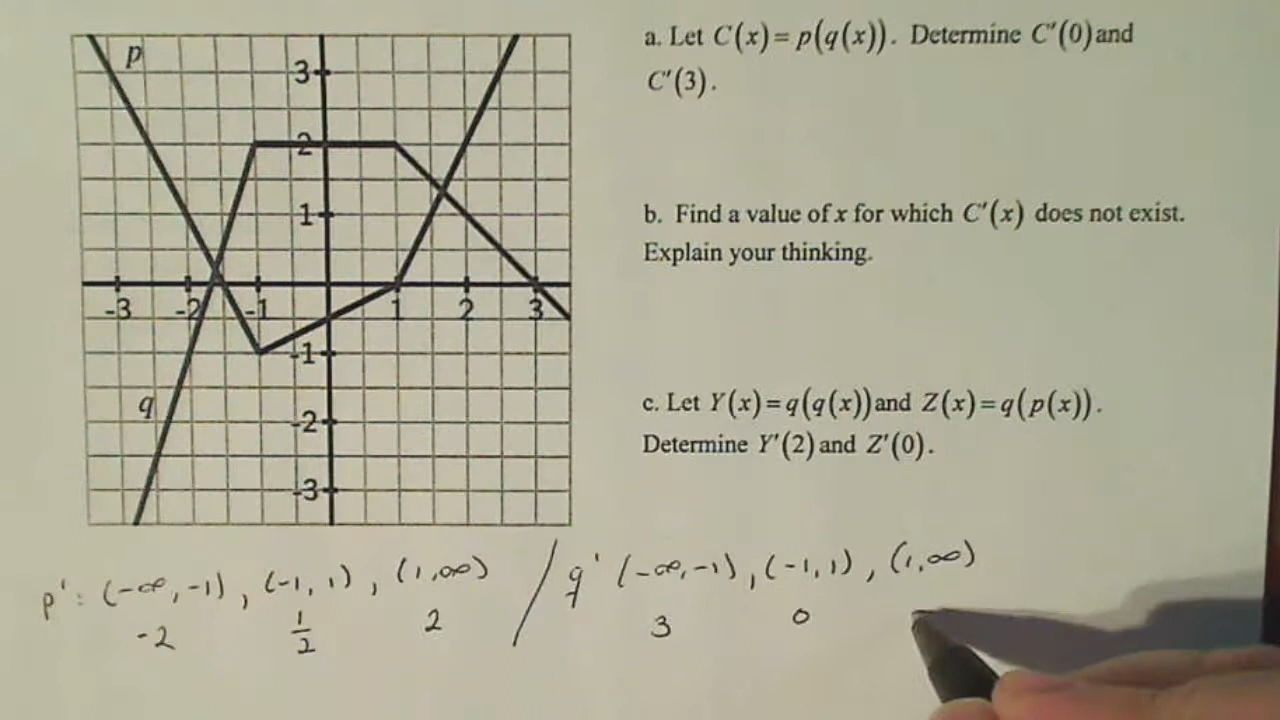 p
3
2
1
-3 -2 -1 1 2 3
-1
q
-2
-3
a. Let C(x) = p(q(x)). Determine C′(0) and
C′(3).
b. Find a value of x for which C′(x) does not exist.
Explain your thinking.
c. Let Y(x) = q(q(x)) and Z(x) = q(p(x)).
Determine Y′(2) and Z′(0).
p' : (-∞, -1), (-1, 1), (1, ∞) / q' (-∞, -1), (-1, 1), (1, ∞)
-2 1/2 2 3 0